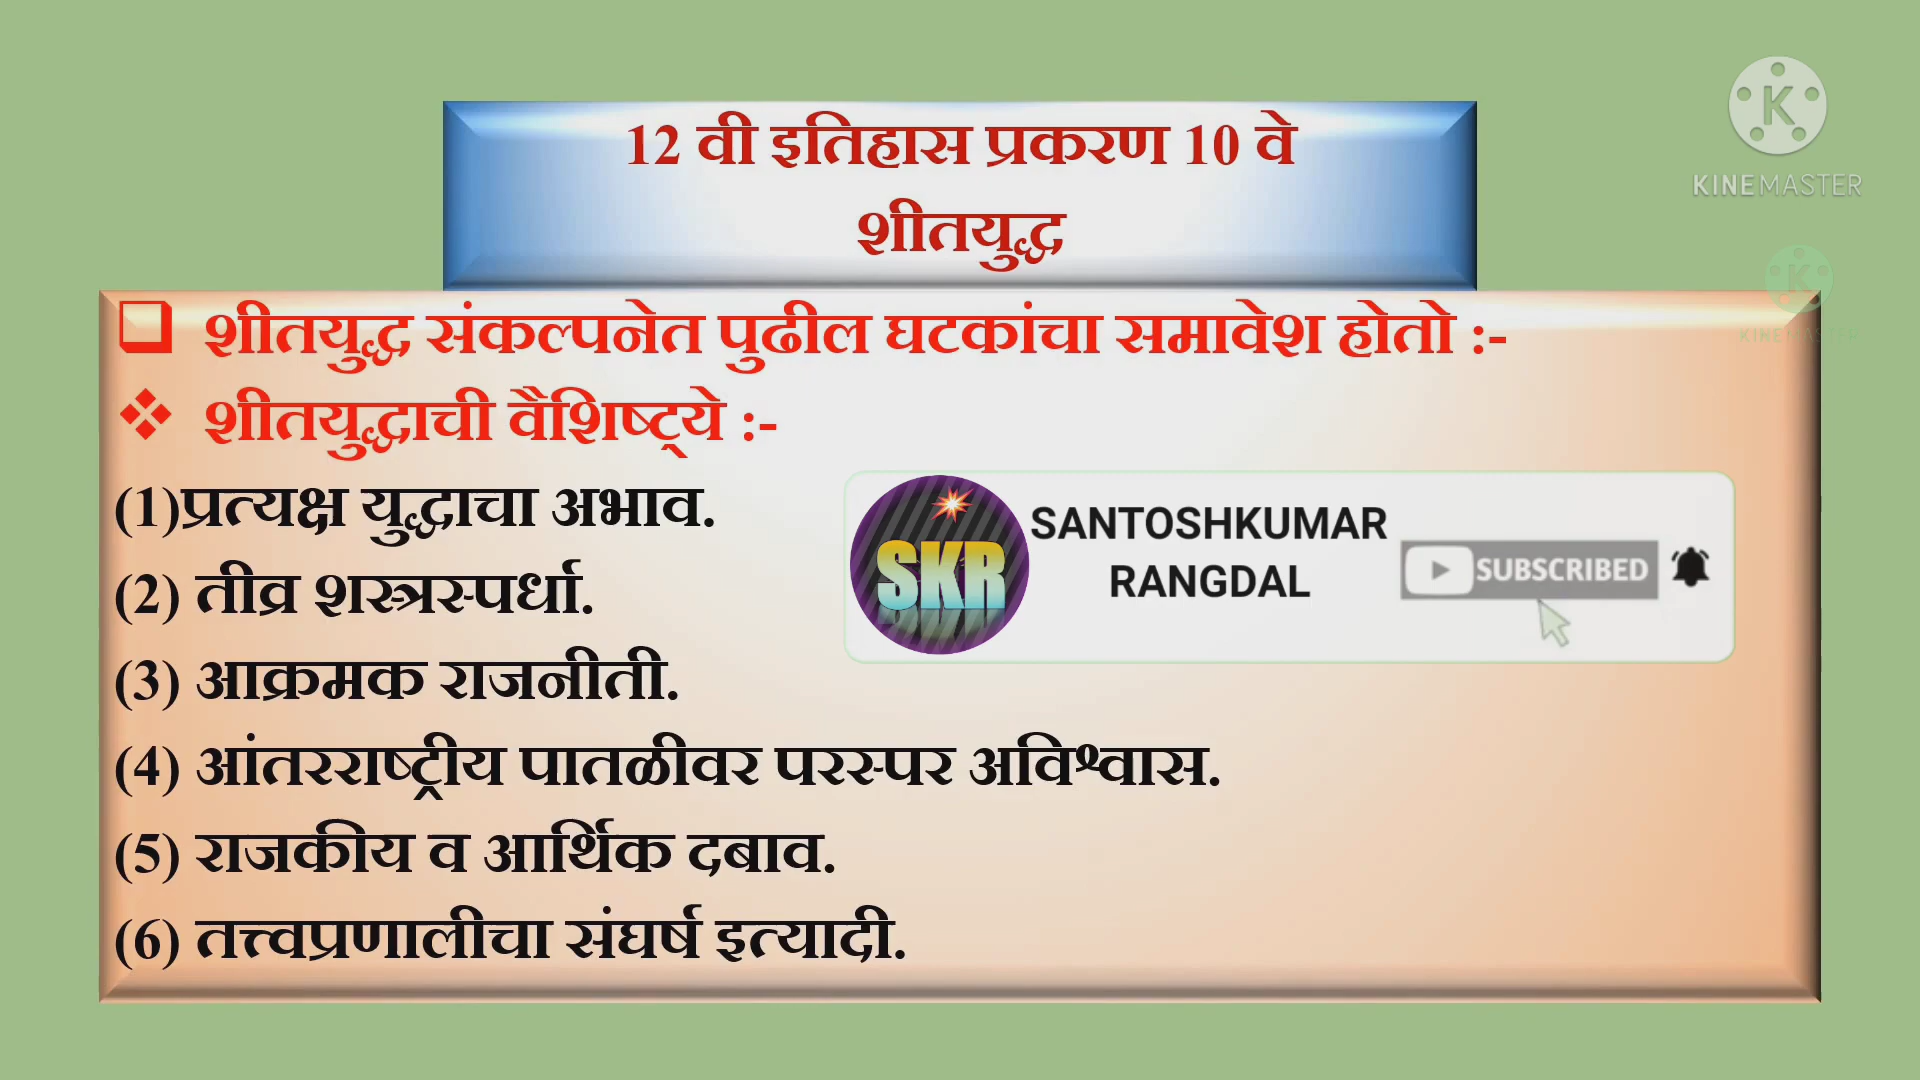 12 वी इतिहास प्रकरण 10 वे
शीतयुद्ध
K
KINEMASTER
K
KINEMASTER
शीतयुद्ध संकल्पनेत पुढील घटकांचा समावेश होतो :-
शीतयुद्धाची वैशिष्ट्ये :-
(1)प्रत्यक्ष युद्धाचा अभाव.
(2) तीव्र शस्त्रस्पर्धा.
(3) आक्रमक राजनीती.
(4) आंतरराष्ट्रीय पातळीवर परस्पर अविश्वास.
(5) राजकीय व आर्थिक दबाव.
(6) तत्त्वप्रणालीचा संघर्ष इत्यादी.
SKR
SANTOSHKUMAR
RANGDAL
SUBSCRIBED